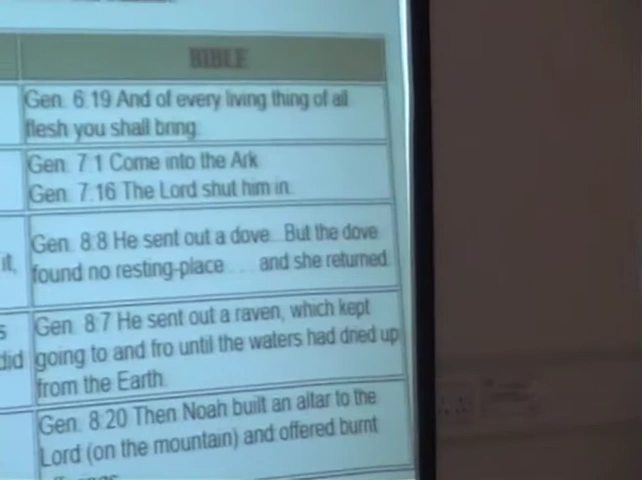 BIBLE
Gen. 6:19 And of every living thing of all
flesh you shall bring.
Gen. 7:1 Come into the Ark
Gen. 7:16 The Lord shut him in.
Gen. 8:8 He sent out a dove... But the dove
it, found no resting-place .... and she returned
s Gen. 8:7 He sent out a raven, which kept
did going to and fro until the waters had dried up
from the Earth.
Gen. 8:20 Then Noah built an altar to the
Lord (on the mountain) and offered burnt